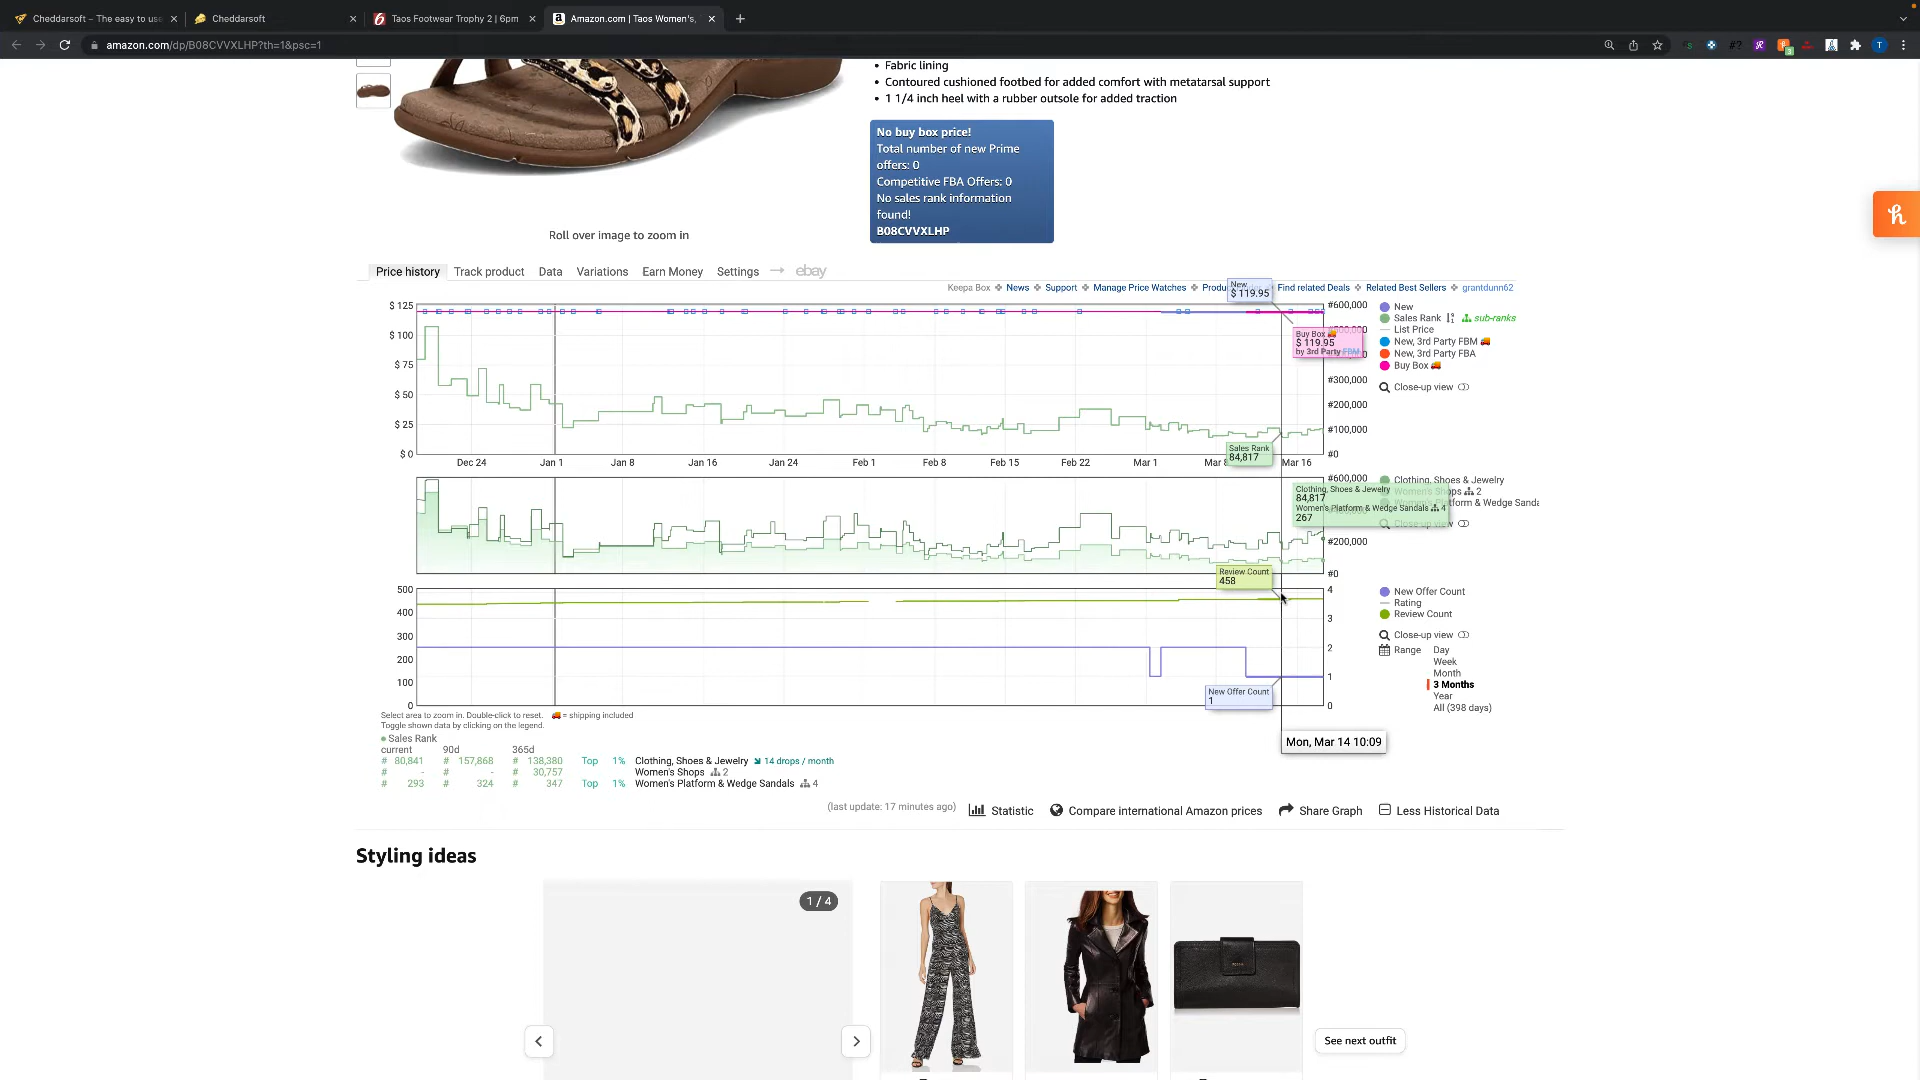 Cheddarsoft – The easy to use
Cheddarsoft
Taos Footwear Trophy 2 | 6pm
Amazon.com | Taos Women's,
amazon.com/dp/B08CVVXLHP?th=1&psc=1
Fabric lining
Contoured cushioned footbed for added comfort with metatarsal support
1 1/4 inch heel with a rubber outsole for added traction
No buy box price!
Total number of new Prime
offers: 0
Competitive FBA Offers: 0
No sales rank information
found!
B08CVVXLHP
Roll over image to zoom in
Price history Track product Data Variations Earn Money Settings ebay
Keepa Box News Support Manage Price Watches Find related Deals Related Best Sellers grantdunn62
New
$ 119.95
Buy Box
$ 119.95
by 3rd Party FBM
$ 125
$ 100
$ 75
$ 50
$ 25
$ 0
#600,000
#300,000
#200,000
#100,000
#0
New
Sales Rank sub-ranks
List Price
New, 3rd Party FBM
New, 3rd Party FBA
Buy Box
Close-up view
Sales Rank
84,817
Dec 24 Jan 1 Jan 8 Jan 16 Jan 24 Feb 1 Feb 8 Feb 15 Feb 22 Mar 1 Mar 8 Mar 16
#600,000
#200,000
#0
Clothing, Shoes & Jewelry
Women's Shops 2
Close-up view
Clothing, Shoes & Jewelry
84,817
Women's Platform & Wedge Sandals 4
267
Review Count
458
500
400
300
200
100
0
4
3
2
1
0
New Offer Count
Rating
Review Count
Close-up view
Range
Day
Week
Month
3 Months
Year
All (398 days)
New Offer Count
1
Mon, Mar 14 10:09
Select area to zoom in. Double-click to reset. = shipping included
Toggle shown data by clicking on the legend.
Sales Rank
current 90d 365d
# 80,841 # 157,868 # 138,380 Top 1% Clothing, Shoes & Jewelry 14 drops / month
# - # - # 30,757 Women's Shops 2
# 293 # 324 # 347 Top 1% Women's Platform & Wedge Sandals 4
(last update: 17 minutes ago) Statistic Compare international Amazon prices Share Graph Less Historical Data
Styling ideas
1 / 4
See next outfit